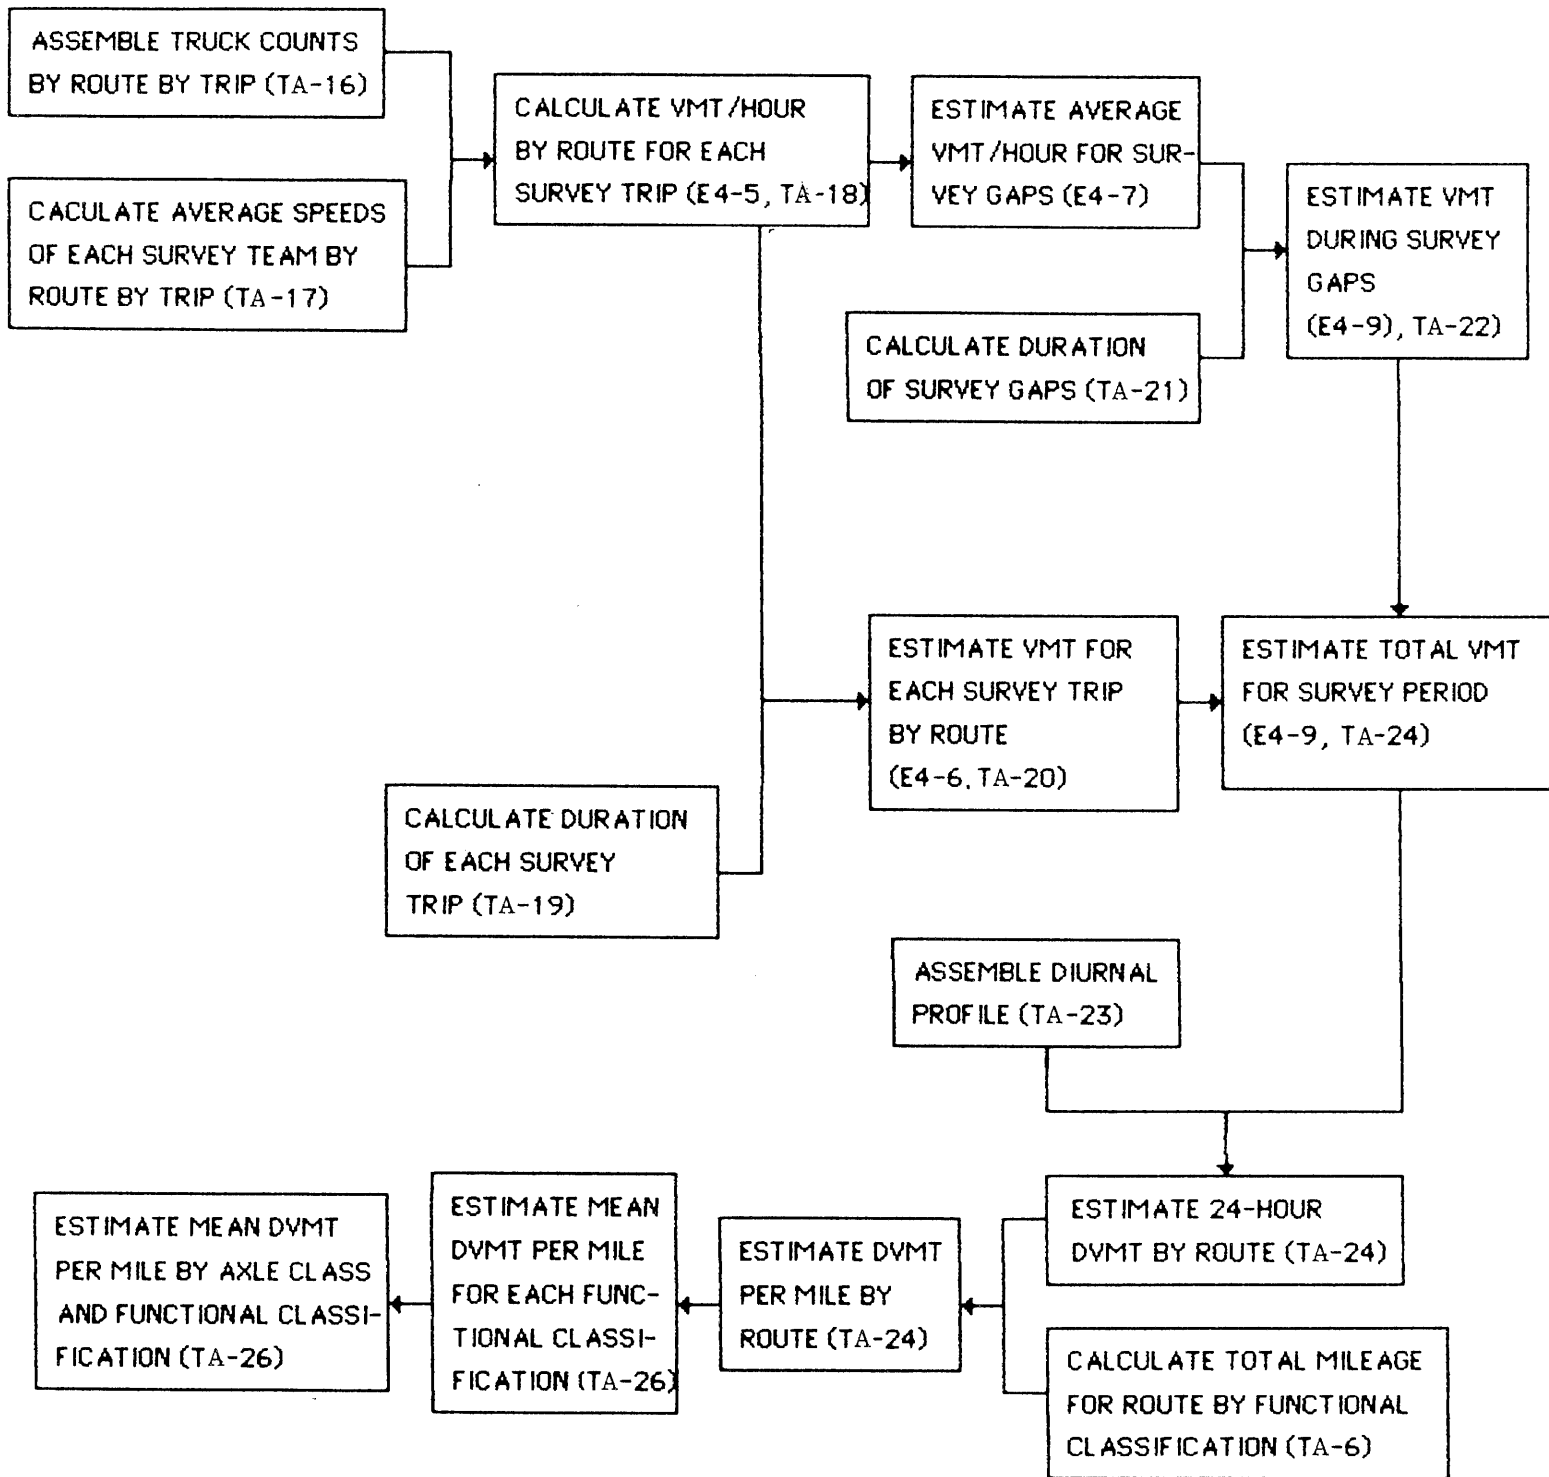 ASSEMBLE TRUCK COUNTS
BY ROUTE BY TRIP (TA-16)
CACULATE AVERAGE SPEEDS
OF EACH SURVEY TEAM BY
ROUTE BY TRIP (TA-17)
CALCULATE VMT/HOUR
BY ROUTE FOR EACH
SURVEY TRIP (E4-5, TA-18)
ESTIMATE AVERAGE
VMT/HOUR FOR SUR-
VEY GAPS (E4-7)
CALCULATE DURATION
OF SURVEY GAPS (TA-21)
ESTIMATE VMT
DURING SURVEY
GAPS
(E4-9), TA-22)
ESTIMATE VMT FOR
EACH SURVEY TRIP
BY ROUTE
(E4-6, TA-20)
ESTIMATE TOTAL VMT
FOR SURVEY PERIOD
(E4-9, TA-24)
CALCULATE DURATION
OF EACH SURVEY
TRIP (TA-19)
ASSEMBLE DIURNAL
PROFILE (TA-23)
ESTIMATE 24-HOUR
DVMT BY ROUTE (TA-24)
CALCULATE TOTAL MILEAGE
FOR ROUTE BY FUNCTIONAL
CLASSIFICATION (TA-6)
ESTIMATE DVMT
PER MILE BY
ROUTE (TA-24)
ESTIMATE MEAN
DVMT PER MILE
FOR EACH FUNC-
TIONAL CLASSI-
FICATION (TA-26)
ESTIMATE MEAN DVMT
PER MILE BY AXLE CLASS
AND FUNCTIONAL CLASSI-
FICATION (TA-26)